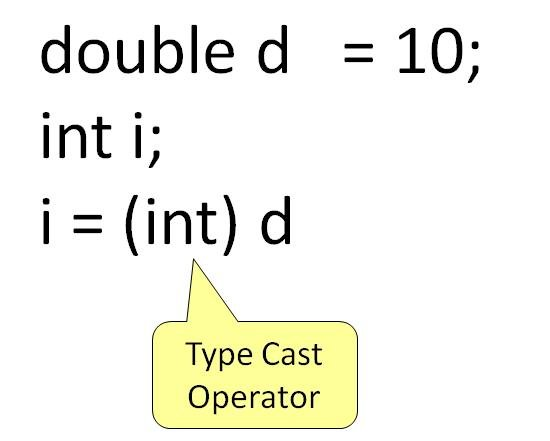 double d = 10;
int i;
i = (int) d
Type Cast
Operator